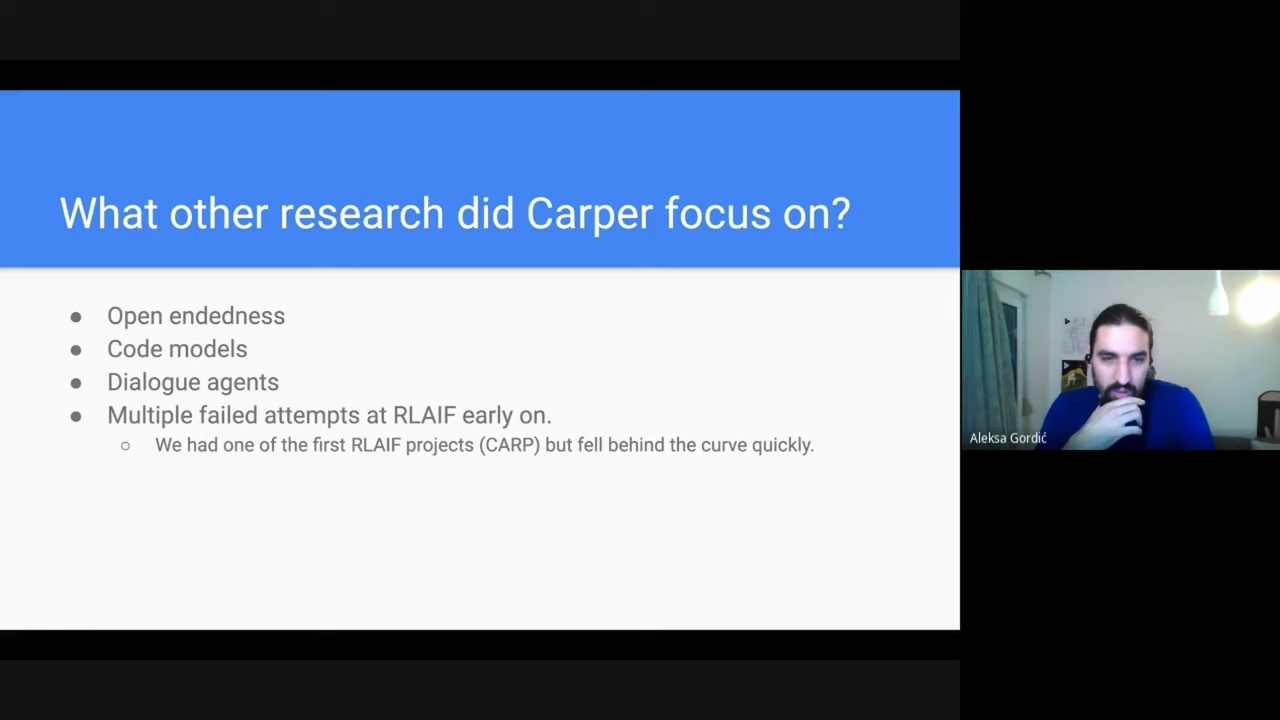 What other research did Carper focus on?
● Open endedness
● Code models
● Dialogue agents
● Multiple failed attempts at RLAIF early on.
○ We had one of the first RLAIF projects (CARP) but fell behind the curve quickly.
Aleksa Gordić